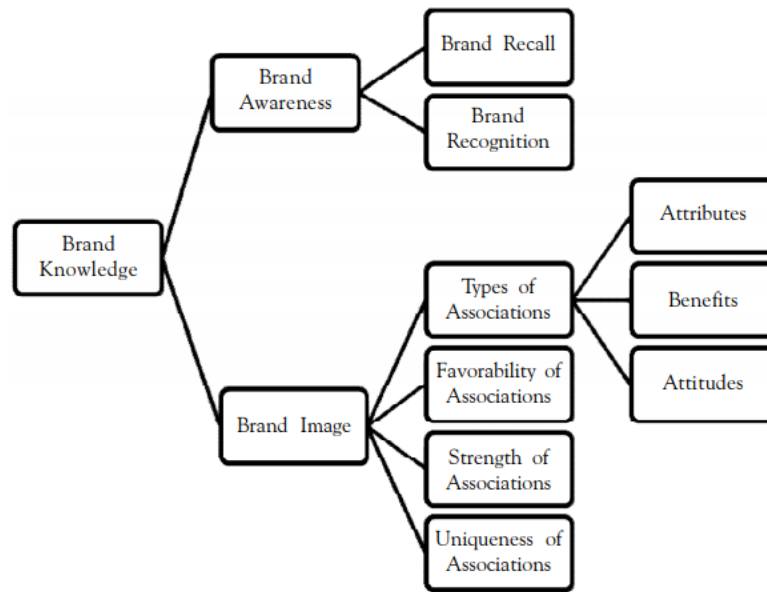 Brand Recall
Brand
Awareness
Brand
Recognition
Brand
Knowledge
Attributes
Types of
Associations
Benefits
Favorability of
Associations
Attitudes
Brand Image
Strength of
Associations
Uniqueness of
Associations